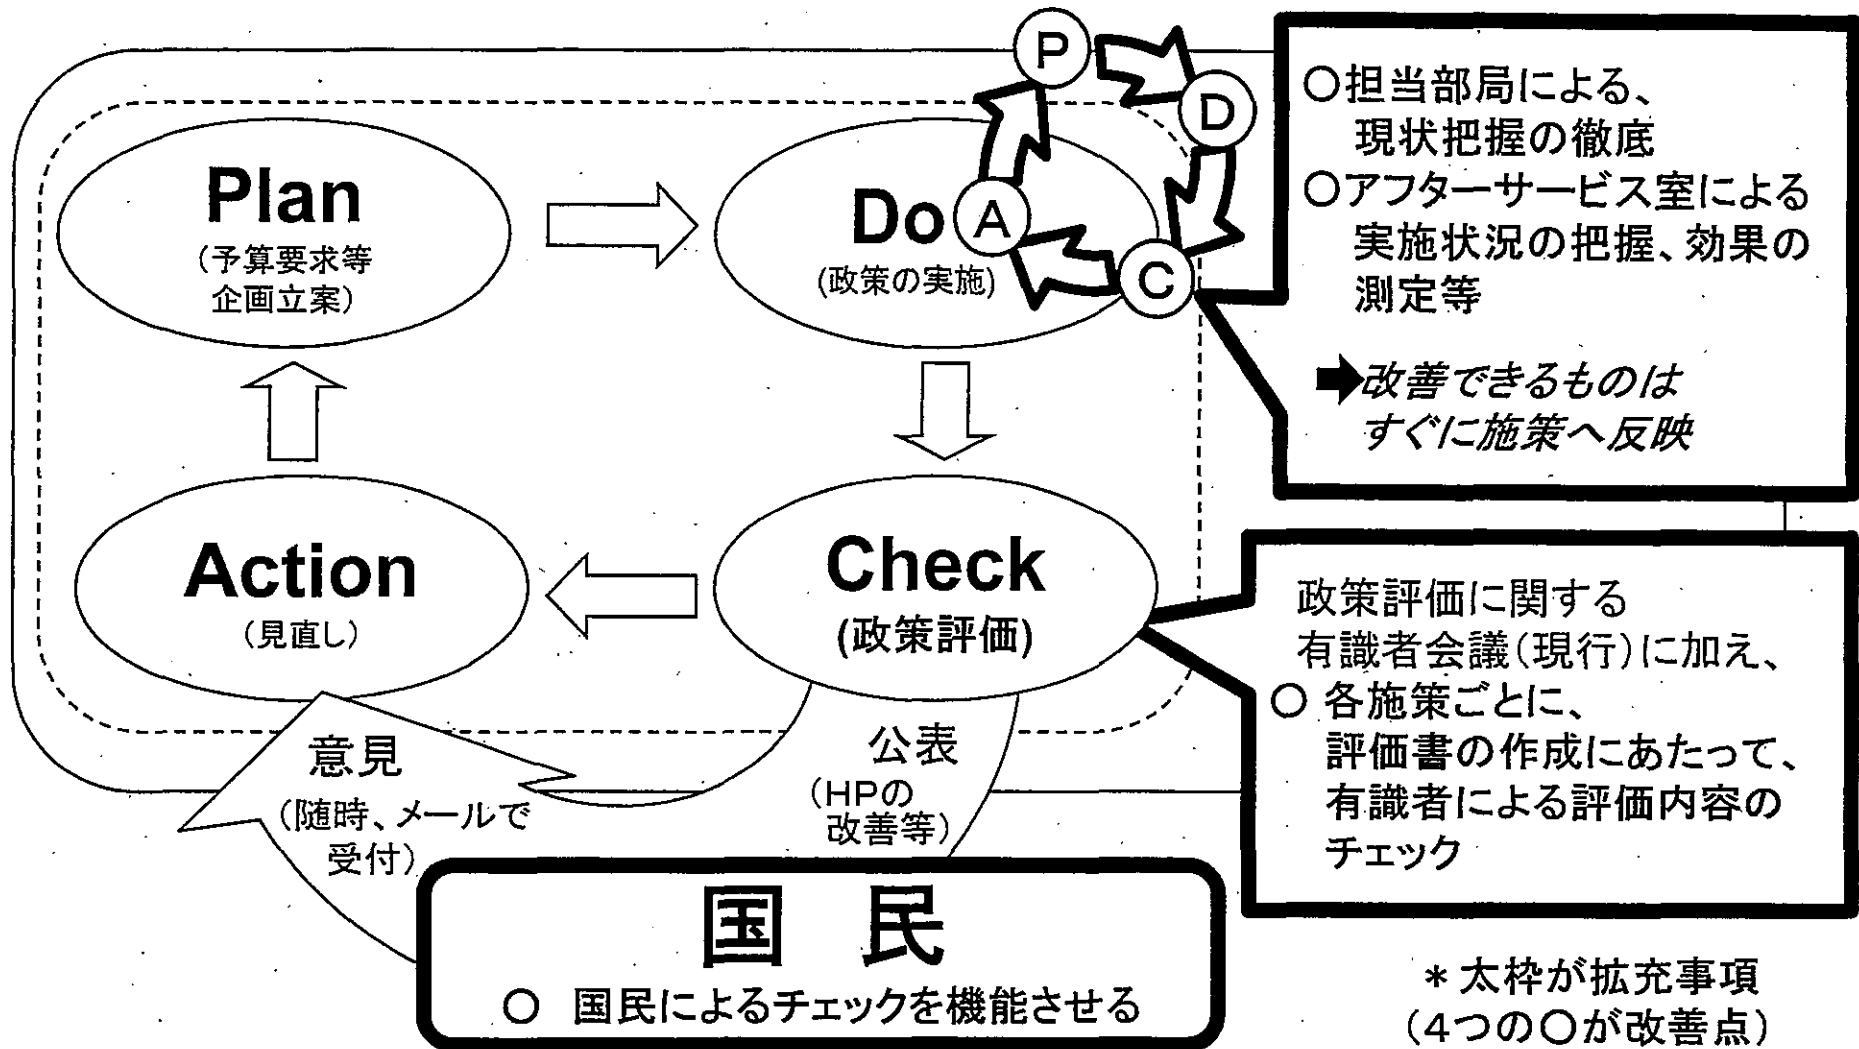 Plan
(予算要求等
企画立案)
Do
(政策の実施)
P
D
C
A
○担当部局による、
現状把握の徹底
○アフターサービス室による
実施状況の把握、効果の
測定等
➡改善できるものは
すぐに施策へ反映
Action
(見直し)
Check
(政策評価)
政策評価に関する
有識者会議(現行)に加え、
○ 各施策ごとに、
評価書の作成にあたって、
有識者による評価内容の
チェック
意見
(随時、メールで
受付)
公表
(HPの
改善等)
国 民
○ 国民によるチェックを機能させる
*太枠が拡充事項
(4つの○が改善点)